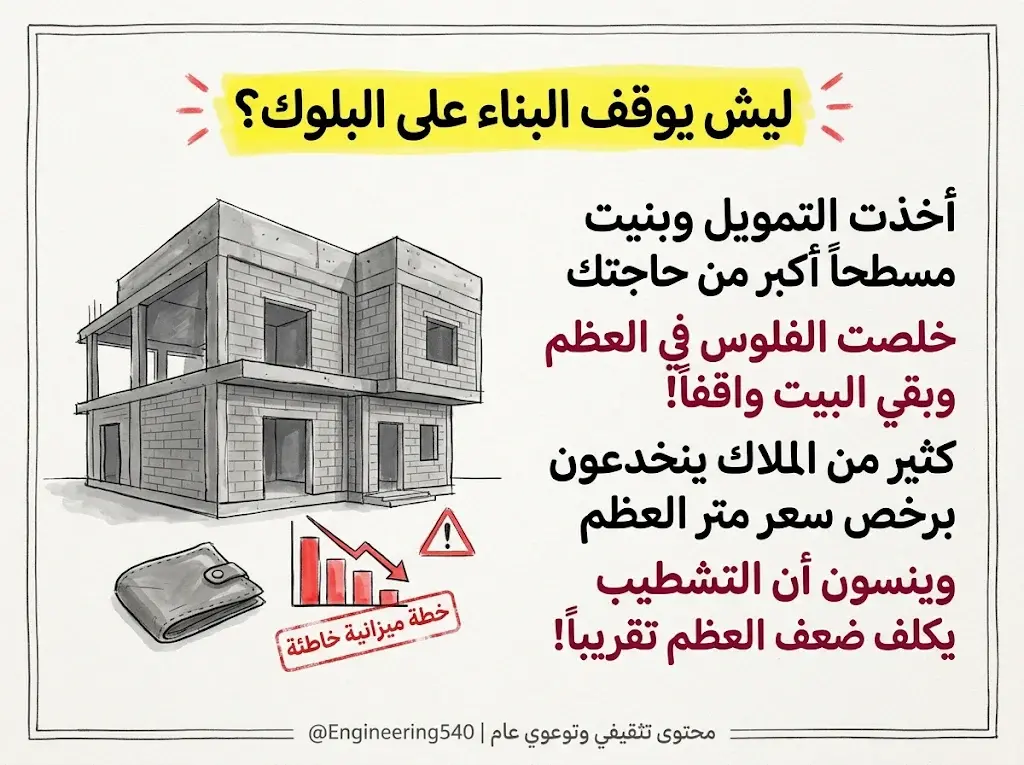 ليش يوقف البناء على البلوك؟
أخذت التمويل وبنيت
مسطحاً أكبر من حاجتك
خلصت الفلوس في العظم
وبقي البيت واقفاً!
كثير من الملاك ينخدعون
برخص سعر متر العظم
وينسون أن التشطيب
يكلف ضعف العظم تقريباً!
خطة ميزانية خاطئة
محتوى تثقيفي وتوعوي عام | @Engineering540